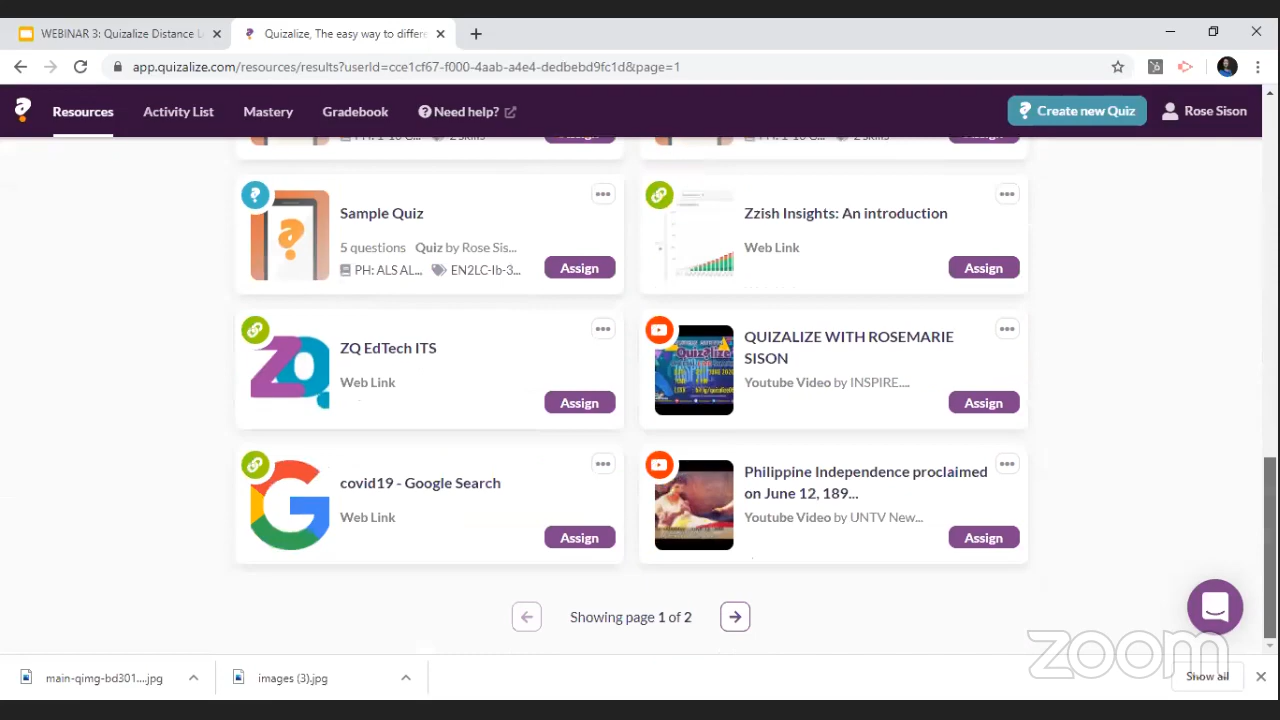 WEBINAR 3: Quizalize Distance L
Quizalize, The easy way to differe
app.quizalize.com/resources/results?userId=cce1cf67-f000-4aab-a4e4-dedbebd9fc1d&page=1
Resources
Activity List
Mastery
Gradebook
Need help?
Create new Quiz
Rose Sison
Sample Quiz
5 questions Quiz by Rose Sis...
PH: ALS AL... EN2LC-Ib-3...
Assign
Zzish Insights: An introduction
Web Link
Assign
ZQ
ZQ EdTech ITS
Web Link
Assign
QUIZALIZE WITH ROSEMARIE
SISON
Youtube Video by INSPIRE....
Assign
covid19 - Google Search
Web Link
Assign
Philippine Independence proclaimed
on June 12, 189...
Youtube Video by UNTV New...
Assign
Showing page 1 of 2
zoom
main-qimg-bd301....jpg
images (3).jpg
Show all